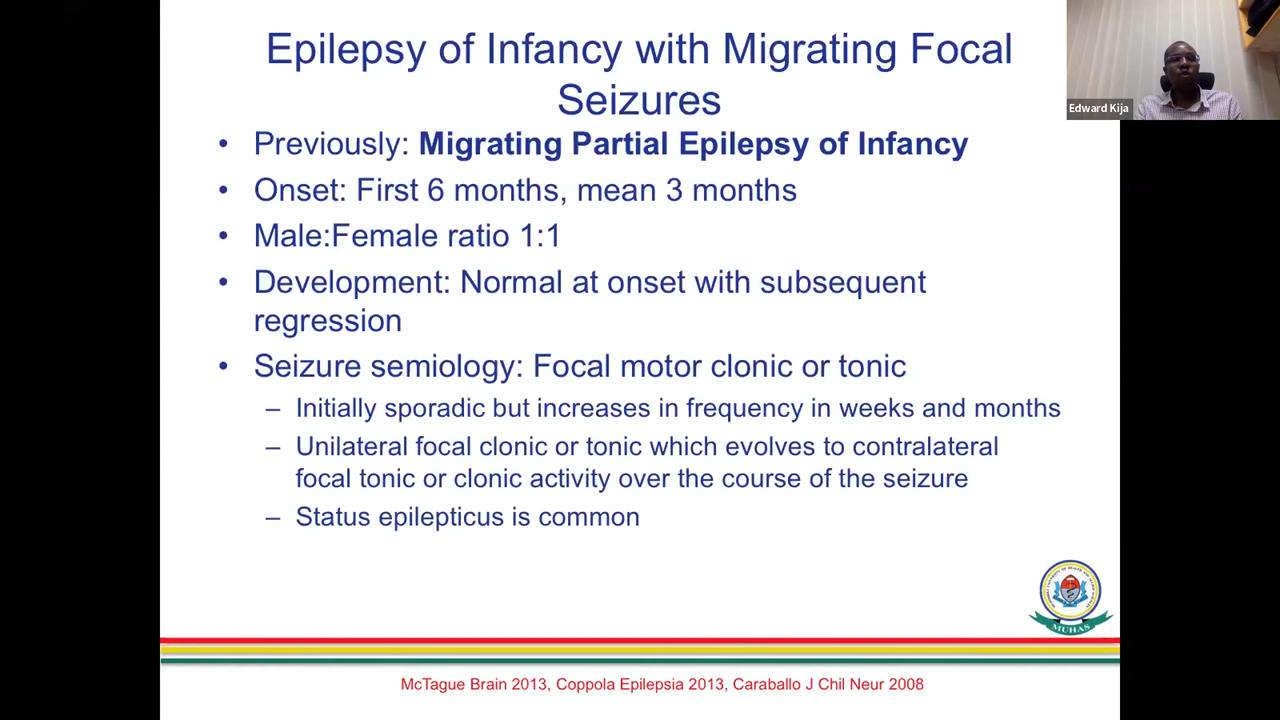 Epilepsy of Infancy with Migrating Focal
Seizures
Edward Kija
• Previously: Migrating Partial Epilepsy of Infancy
• Onset: First 6 months, mean 3 months
• Male:Female ratio 1:1
• Development: Normal at onset with subsequent
regression
• Seizure semiology: Focal motor clonic or tonic
– Initially sporadic but increases in frequency in weeks and months
– Unilateral focal clonic or tonic which evolves to contralateral
focal tonic or clonic activity over the course of the seizure
– Status epilepticus is common
MUHAS
McTague Brain 2013, Coppola Epilepsia 2013, Caraballo J Chil Neur 2008